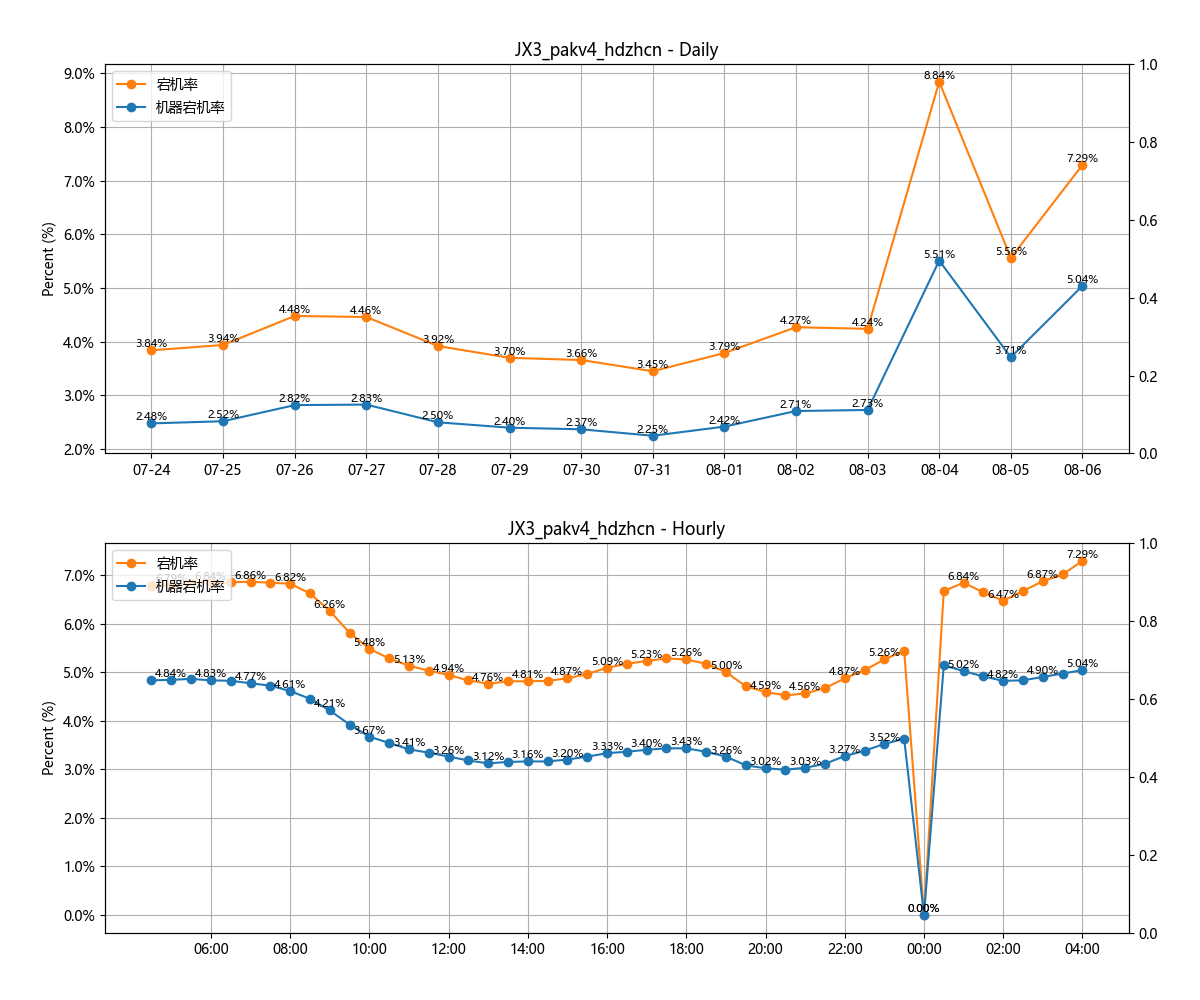 JX3_pakv4_hdzhcn - Daily
宕机率
机器宕机率
Percent (%)
9.0%
8.0%
7.0%
6.0%
5.0%
4.0%
3.0%
2.0%
1.0
0.8
0.6
0.4
0.2
0.0
3.84% 3.94% 4.48% 4.46% 3.92% 3.70% 3.66% 3.45% 3.79% 4.27% 4.24% 8.84% 5.56% 7.29%
2.48% 2.52% 2.82% 2.83% 2.50% 2.40% 2.37% 2.25% 2.42% 2.71% 2.73% 5.51% 3.71% 5.04%
07-24 07-25 07-26 07-27 07-28 07-29 07-30 07-31 08-01 08-02 08-03 08-04 08-05 08-06
JX3_pakv4_hdzhcn - Hourly
宕机率
机器宕机率
Percent (%)
7.0%
6.0%
5.0%
4.0%
3.0%
2.0%
1.0%
0.0%
1.0
0.8
0.6
0.4
0.2
0.0
6.86% 6.82% 6.26% 5.48% 5.13% 4.94% 4.76% 4.81% 4.87% 5.09% 5.23% 5.26% 5.00% 4.59% 4.56% 4.87% 5.26% 0.00% 6.84% 6.47% 6.87% 7.29%
4.84% 4.83% 4.77% 4.61% 4.21% 3.67% 3.41% 3.26% 3.12% 3.16% 3.20% 3.33% 3.40% 3.43% 3.26% 3.02% 3.03% 3.27% 3.52% 0.00% 5.02% 4.82% 4.90% 5.04%
06:00 08:00 10:00 12:00 14:00 16:00 18:00 20:00 22:00 00:00 02:00 04:00